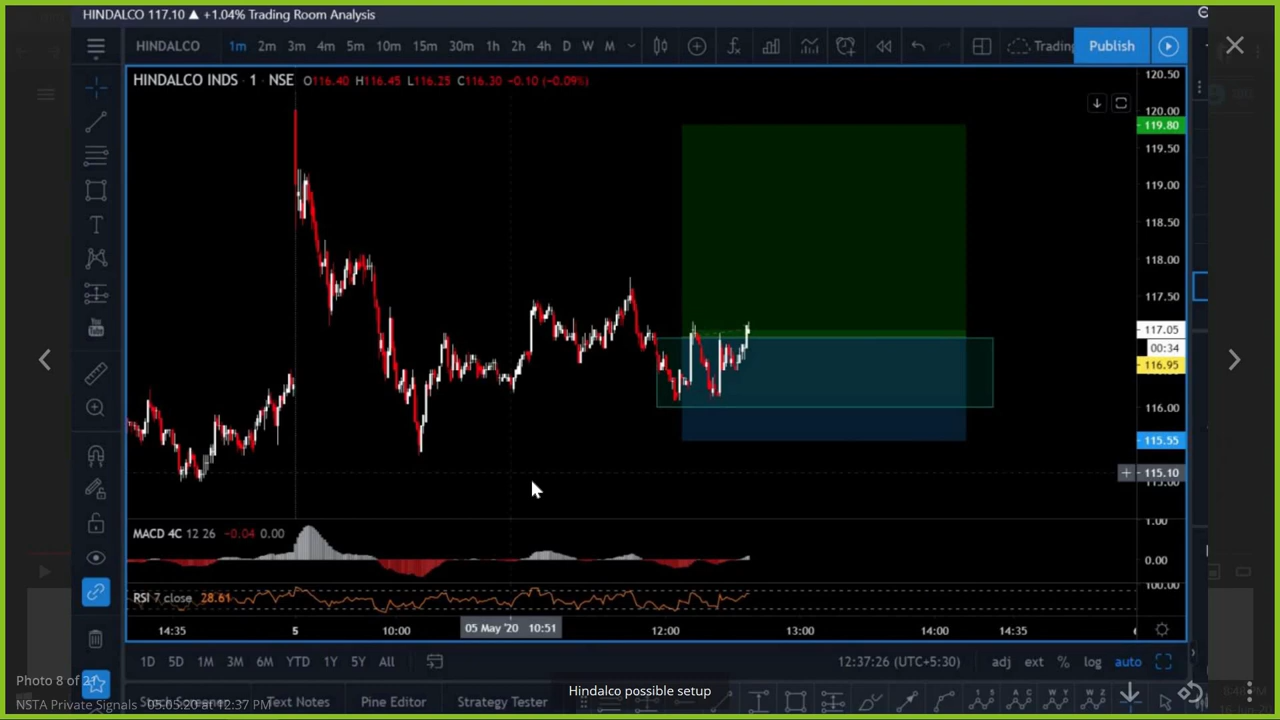 HINDALCO 117.10 ▲ +1.04% Trading Room Analysis
HINDALCO 1m 2m 3m 4m 5m 10m 15m 30m 1h 2h 4h D W M Trading Publish
HINDALCO INDS · 1 · NSE O116.40 H116.45 L116.25 C116.30 -0.10 (-0.09%)
120.50
120.00
119.80
119.50
119.00
118.50
118.00
117.50
117.05
00:34
116.95
116.00
115.55
115.10
MACD 4C 12 26 -0.04 0.00
1.00
0.00
RSI 7 close 28.61
100.00
14:35 5 10:00 05 May '20 10:51 12:00 13:00 14:00 14:35
1D 5D 1M 3M 6M YTD 1Y 5Y All 12:37:26 (UTC+5:30) adj ext % log auto
Photo 8 of
Hindalco possible setup
Stock Screener Text Notes Pine Editor Strategy Tester
NSTA Private Signals 05.05.20 at 12:37 PM